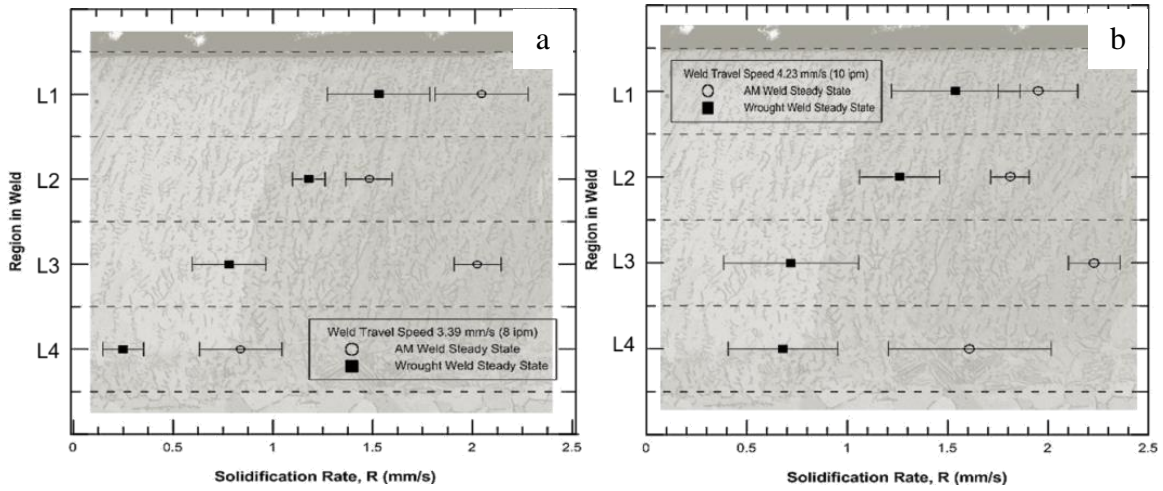 a
L1
L2
L3
L4
Region in Weld
Weld Travel Speed 3.39 mm/s (8 ipm)
AM Weld Steady State
Wrought Weld Steady State
0 0.5 1 1.5 2 2.5
Solidification Rate, R (mm/s)
b
Weld Travel Speed 4.23 mm/s (10 ipm)
AM Weld Steady State
Wrought Weld Steady State
L1
L2
L3
L4
Region in Weld
0 0.5 1 1.5 2 2.5
Solidification Rate, R (mm/s)